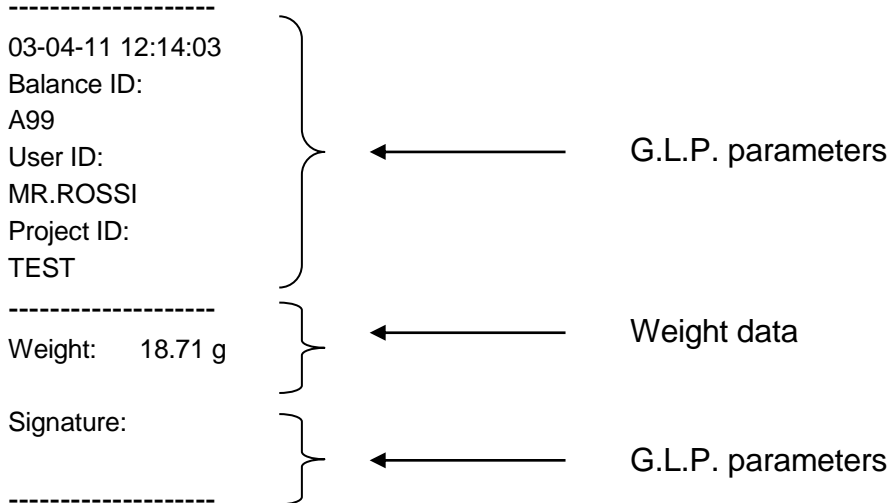 --------------------
03-04-11 12:14:03
Balance ID:
A99
User ID:
MR.ROSSI
Project ID:
TEST
G.L.P. parameters
--------------------
Weight: 18.71 g
Weight data
Signature:
G.L.P. parameters
--------------------